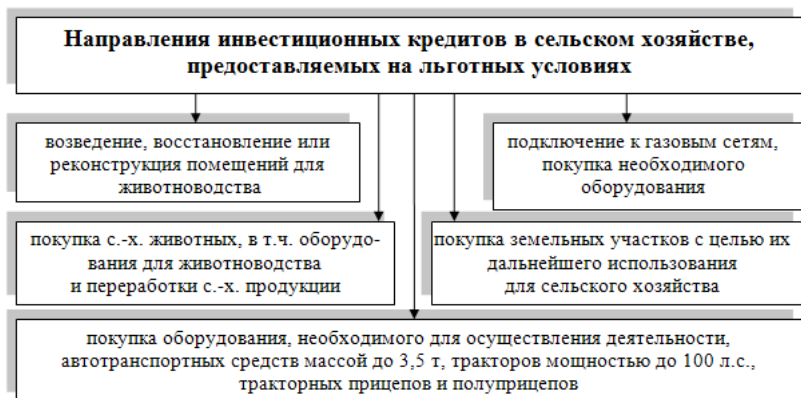 Направления инвестиционных кредитов в сельском хозяйстве,
предоставляемых на льготных условиях
возведение, восстановление или
реконструкция помещений для
животноводства
подключение к газовым сетям,
покупка необходимого
оборудования
покупка с.-х. животных, в т.ч. оборудо-
вания для животноводства
и переработки с.-х. продукции
покупка земельных участков с целью их
дальнейшего использования
для сельского хозяйства
покупка оборудования, необходимого для осуществления деятельности,
автотранспортных средств массой до 3,5 т, тракторов мощностью до 100 л.с.,
тракторных прицепов и полуприцепов